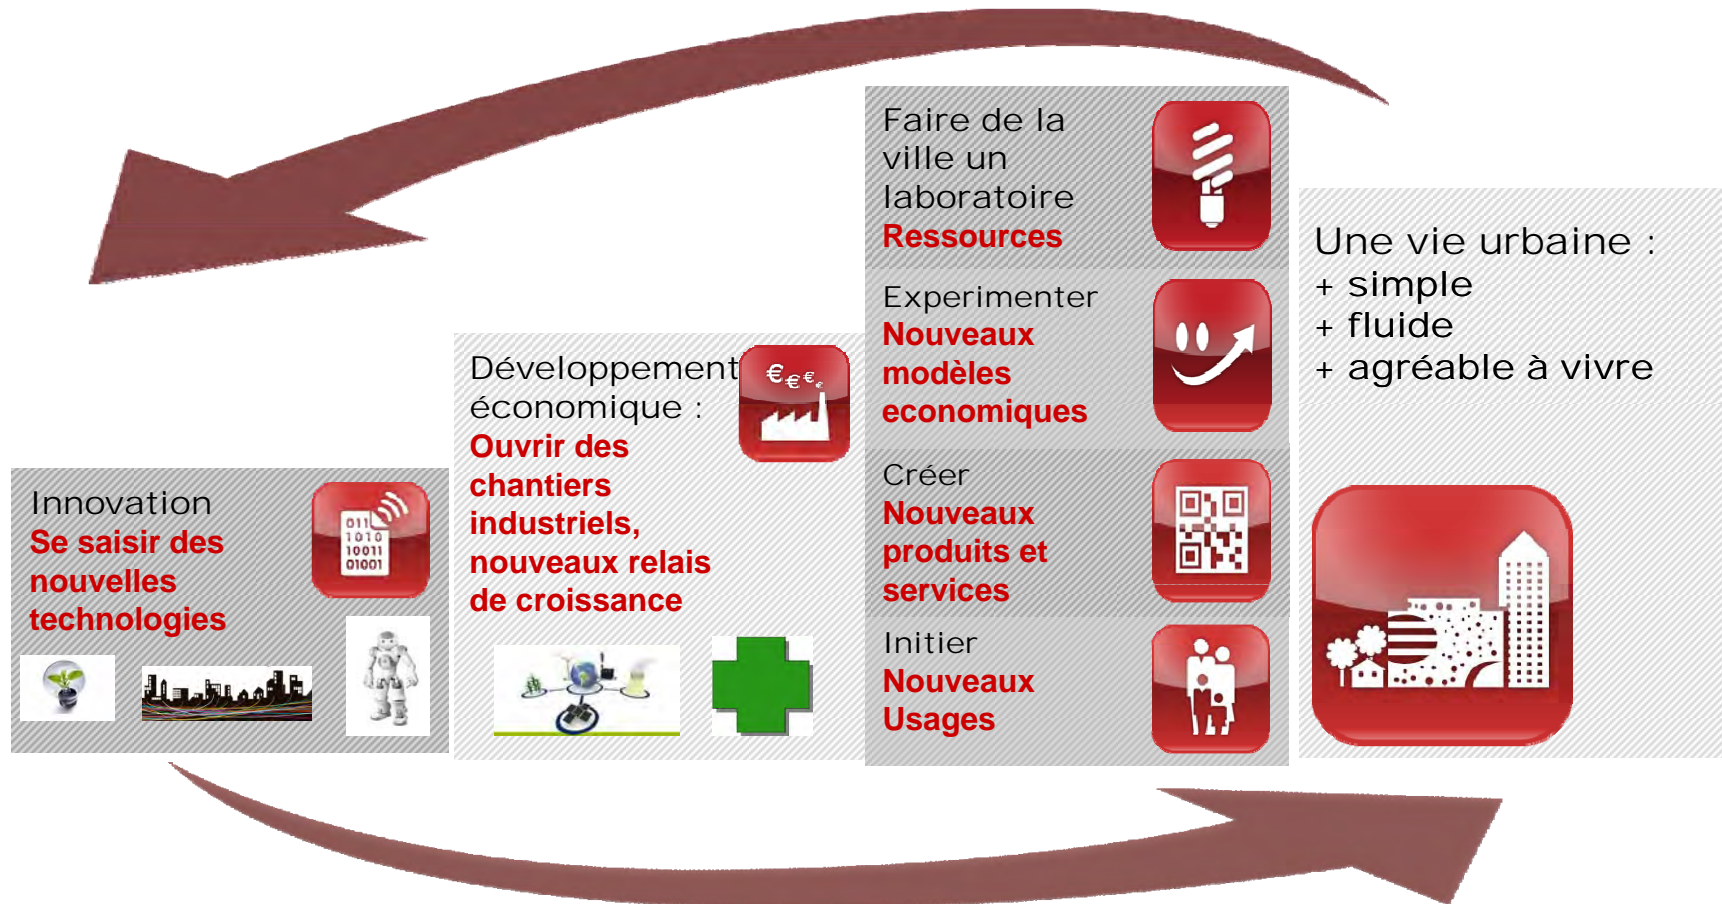 Innovation
Se saisir des
nouvelles
technologies
011
1010
10011
01001
Développement
économique :
Ouvrir des
chantiers
industriels,
nouveaux relais
de croissance
€€€€
Faire de la
ville un
laboratoire
Ressources
Experimenter
Nouveaux
modèles
economiques
Créer
Nouveaux
produits et
services
Initier
Nouveaux
Usages
Une vie urbaine :
+ simple
+ fluide
+ agréable à vivre